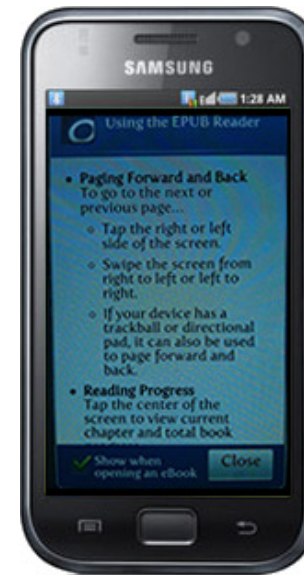 SAMSUNG
1:28 AM
Using the EPUB Reader
• Paging Forward and Back
To go to the next or
previous page...
Tap the right or left
side of the screen.
Swipe the screen from
right to left or left to
right.
If your device has a
trackball or directional
pad, it can also be used
to page forward and
back.
• Reading Progress
Tap the center of the
screen to view current
chapter and total book
Show when
opening an eBook
Close